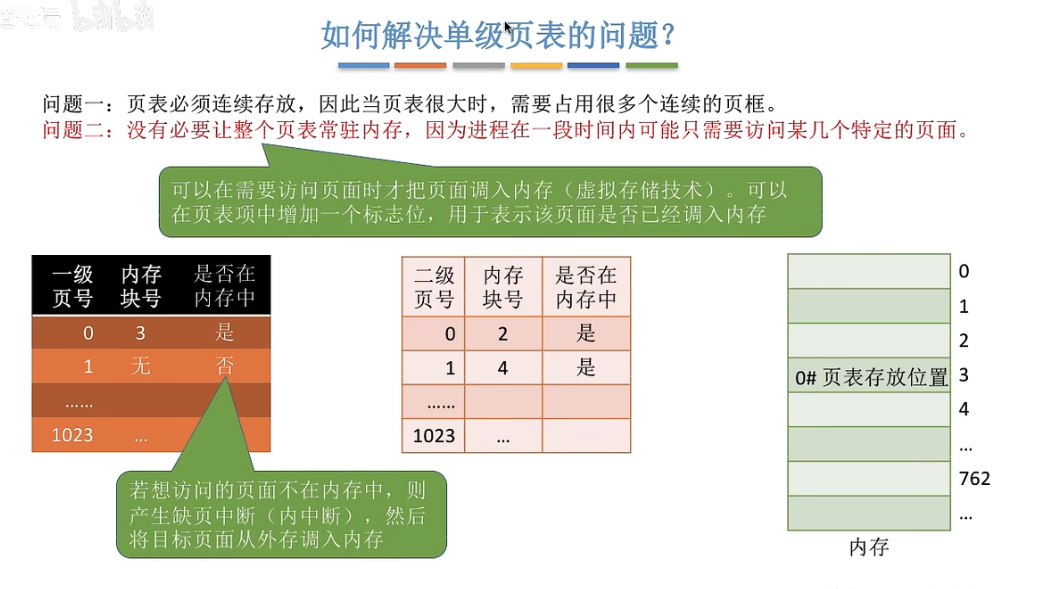 bilibili
如何解决单级页表的问题？
问题一：页表必须连续存放，因此当页表很大时，需要占用很多个连续的页框。
问题二：没有必要让整个页表常驻内存，因为进程在一段时间内可能只需要访问某几个特定的页面。
可以在需要访问页面时才把页面调入内存（虚拟存储技术）。可以
在页表项中增加一个标志位，用于表示该页面是否已经调入内存
一级页号 内存块号 是否在内存中
0 3 是
1 无 否
……
1023 …
二级页号 内存块号 是否在内存中
0 2 是
1 4 是
……
1023 …
0
1
2
0# 页表存放位置 3
4
…
762
…
内存
若想访问的页面不在内存中，则
产生缺页中断（内中断），然后
将目标页面从外存调入内存